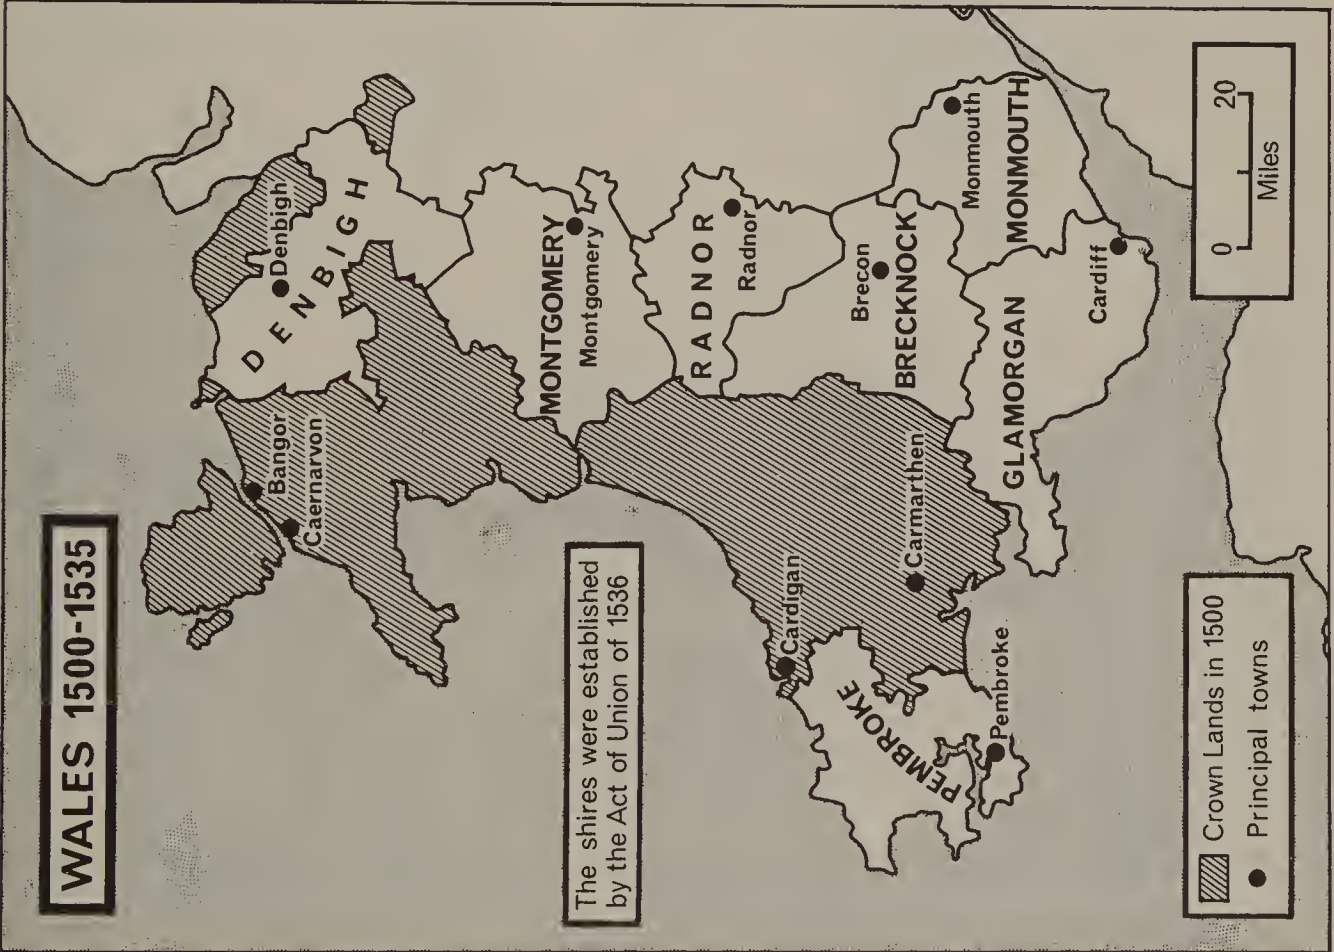 WALES 1500-1535
Bangor
Caernarvon
Denbigh
DENBIGH
MONTGOMERY
Montgomery
The shires were established
by the Act of Union of 1536
RADNOR
Radnor
Cardigan
Brecon
BRECKNOCK
Carmarthen
PEMBROKE
Pembroke
Monmouth
MONMOUTH
GLAMORGAN
Cardiff
Crown Lands in 1500
Principal towns
0 20
Miles